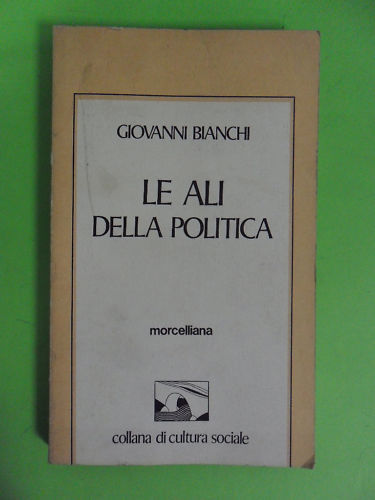 GIOVANNI BIANCHI
LE ALI
DELLA POLITICA
morcelliana
collana di cultura sociale